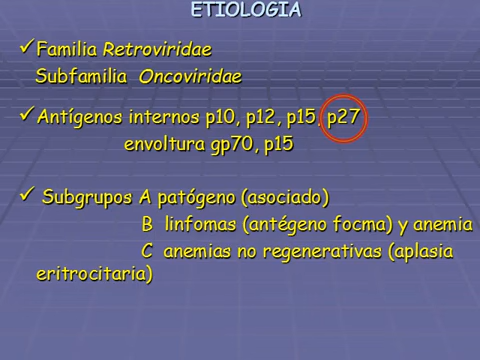 ETIOLOGIA
✓Familia Retroviridae
Subfamilia Oncoviridae
✓Antígenos internos p10, p12, p15, p27
envoltura gp70, p15
✓ Subgrupos A patógeno (asociado)
B linfomas (antégeno focma) y anemia
C anemias no regenerativas (aplasia
eritrocitaria)